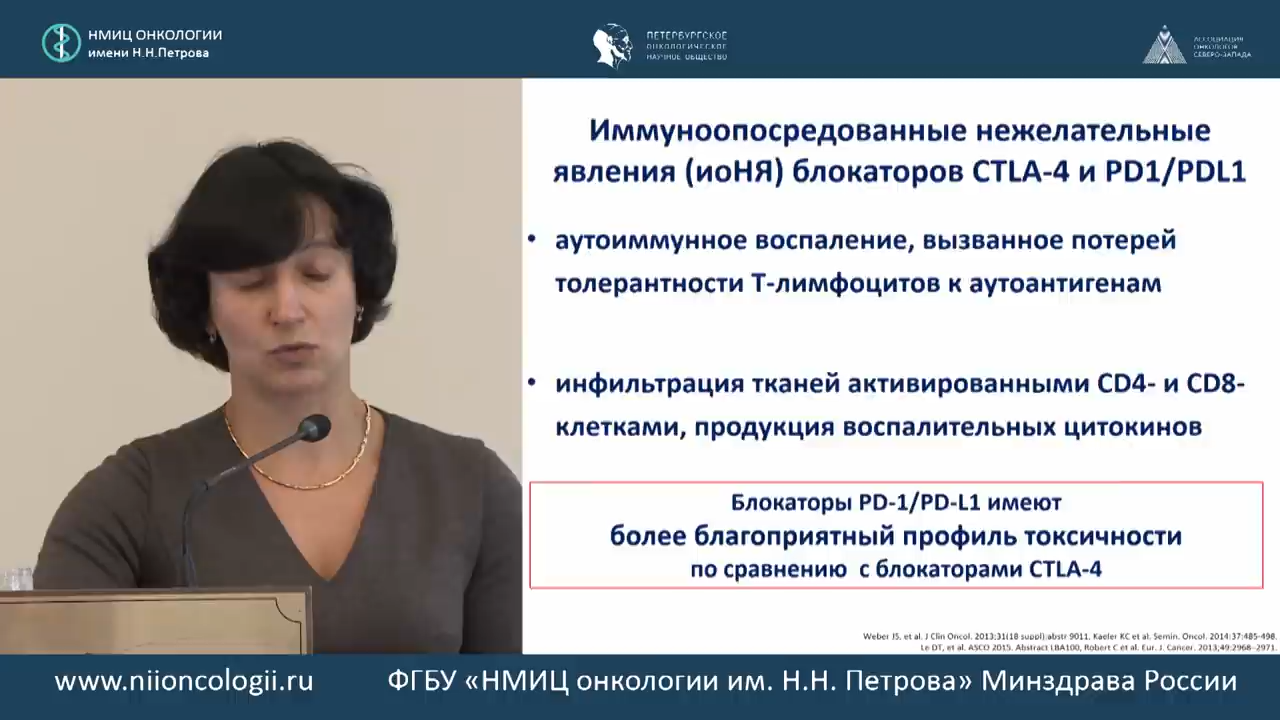 НМИЦ ОНКОЛОГИИ
имени Н.Н.Петрова
ПЕТЕРБУРГСКОЕ
ОНКОЛОГИЧЕСКОЕ
НАУЧНОЕ ОБЩЕСТВО
АССОЦИАЦИЯ
ОНКОЛОГОВ
СЕВЕРО-ЗАПАДА
Иммуноопосредованные нежелательные
явления (иоНЯ) блокаторов CTLA-4 и PD1/PDL1
• аутоиммунное воспаление, вызванное потерей
толерантности Т-лимфоцитов к аутоантигенам
• инфильтрация тканей активированными CD4- и CD8-
клетками, продукция воспалительных цитокинов
Блокаторы PD-1/PD-L1 имеют
более благоприятный профиль токсичности
по сравнению с блокаторами CTLA-4
Weber JS, et al. J Clin Oncol. 2013;31(18 suppl):abstr 9011. Kaeler KC et al. Semin. Oncol. 2014:37:485-498.
Le DT, et al. ASCO 2015. Abstract LBA100, Robert C et al. Eur. J. Cancer. 2013;49:2968–2971.
www.niioncologii.ru
ФГБУ «НМИЦ онкологии им. Н.Н. Петрова» Минздрава России